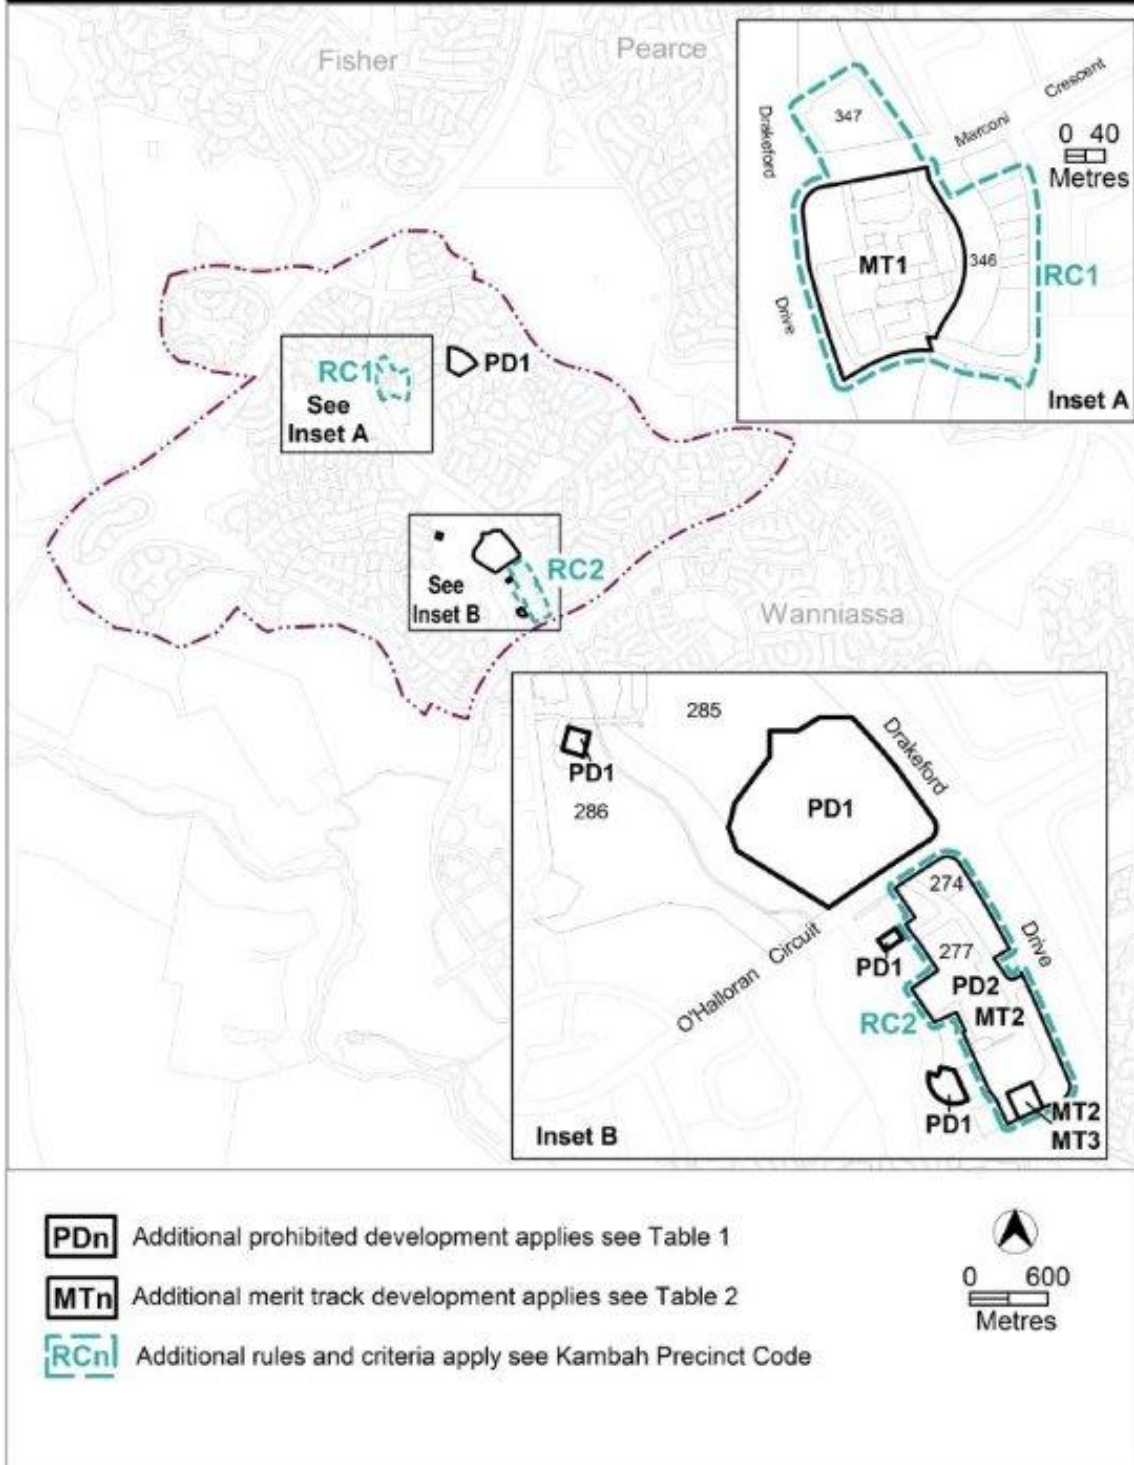 Fisher
Pearce
RC1
See
Inset A
PD1
See
Inset B
RC2
Wanniassa
347
Drakeford
Marconi
Crescent
0 40
Metres
MT1
346
RC1
Drive
Inset A
285
PD1
286
PD1
Drakeford
274
Drive
277
PD1
PD2
MT2
O'Halloran Circuit
RC2
PD1
MT2
MT3
Inset B
PDn Additional prohibited development applies see Table 1
MTn Additional merit track development applies see Table 2
RCn Additional rules and criteria apply see Kambah Precinct Code
0 600
Metres